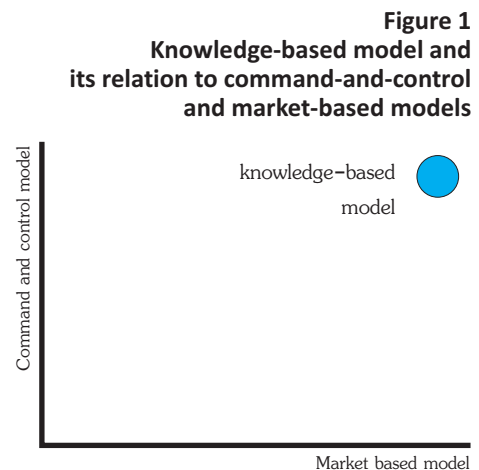 Figure 1
Knowledge-based model and
its relation to command-and-control
and market-based models
Command and control model
knowledge-based
model
Market based model